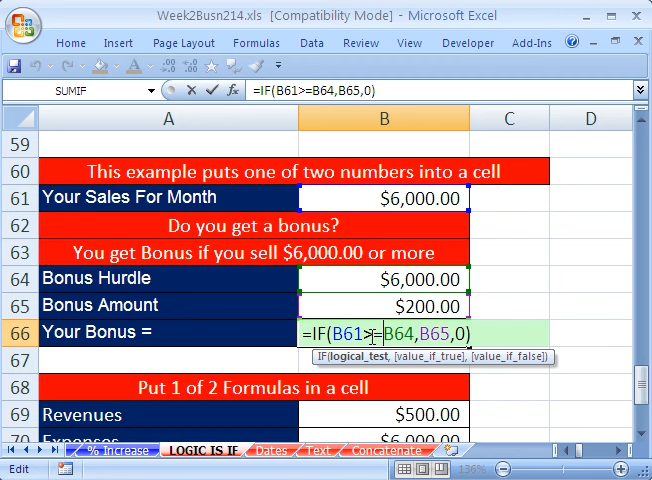 Week2Busn214.xls [Compatibility Mode] - Microsoft Excel
Home Insert Page Layout Formulas Data Review View Developer Add-Ins
SUMIF =IF(B61>=B64,B65,0)
A B C D
59
60 This example puts one of two numbers into a cell
61 Your Sales For Month $6,000.00
62 Do you get a bonus?
63 You get Bonus if you sell $6,000.00 or more
64 Bonus Hurdle $6,000.00
65 Bonus Amount $200.00
66 Your Bonus = =IF(B61>=B64,B65,0)
IF(logical_test, [value_if_true], [value_if_false])
67
68 Put 1 of 2 Formulas in a cell
69 Revenues $500.00
70 Expenses $6,000.00
% Increase LOGIC IS IF Dates Text Concatenate
Edit 136%